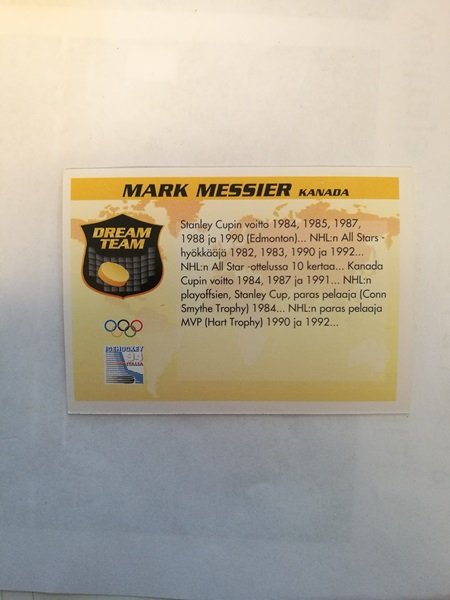 MARK MESSIER KANADA
DREAM
TEAM
Stanley Cupin voitto 1984, 1985, 1987,
1988 ja 1990 (Edmonton)... NHL:n All Stars -
hyökkääjä 1982, 1983, 1990 ja 1992...
NHL:n All Star -ottelussa 10 kertaa... Kanada
Cupin voitto 1984, 1987 ja 1991... NHL:n
playoffsien, Stanley Cup, paras pelaaja (Conn
Smythe Trophy) 1984... NHL:n paras pelaaja
MVP (Hart Trophy) 1990 ja 1992...
ICEHOCKEY